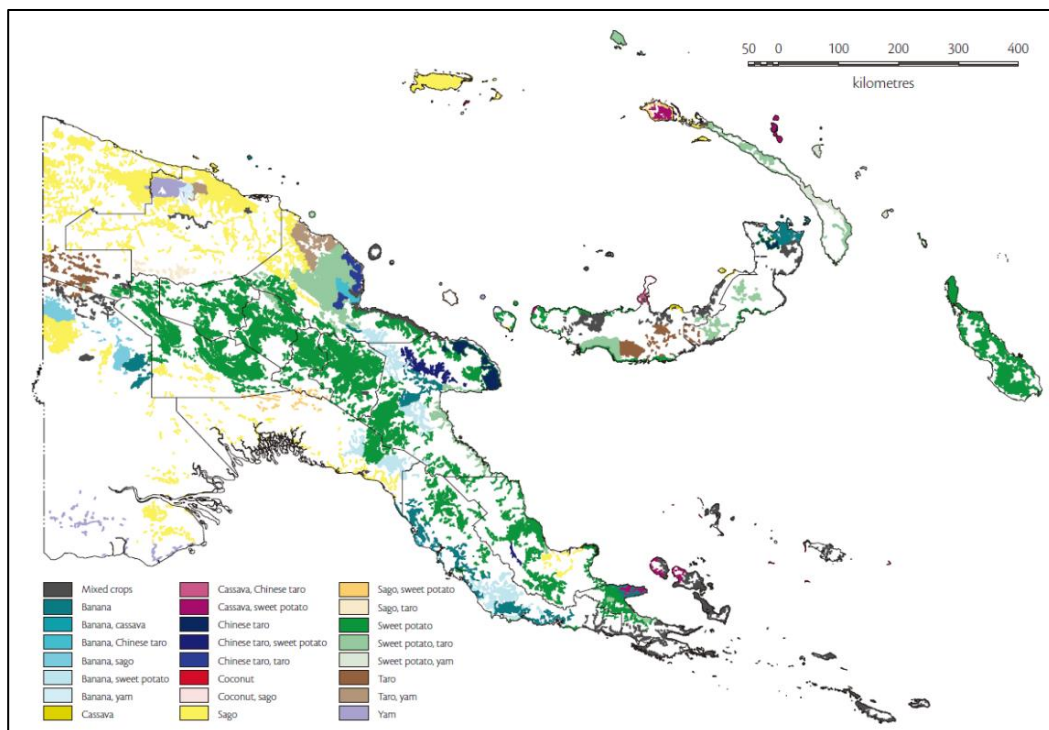 50 0 100 200 300 400
kilometres
Mixed crops
Banana
Banana, cassava
Banana, Chinese taro
Banana, sago
Banana, sweet potato
Banana, yam
Cassava
Cassava, Chinese taro
Cassava, sweet potato
Chinese taro
Chinese taro, sweet potato
Chinese taro, taro
Coconut
Coconut, sago
Sago
Sago, sweet potato
Sago, taro
Sweet potato
Sweet potato, taro
Sweet potato, yam
Taro
Taro, yam
Yam